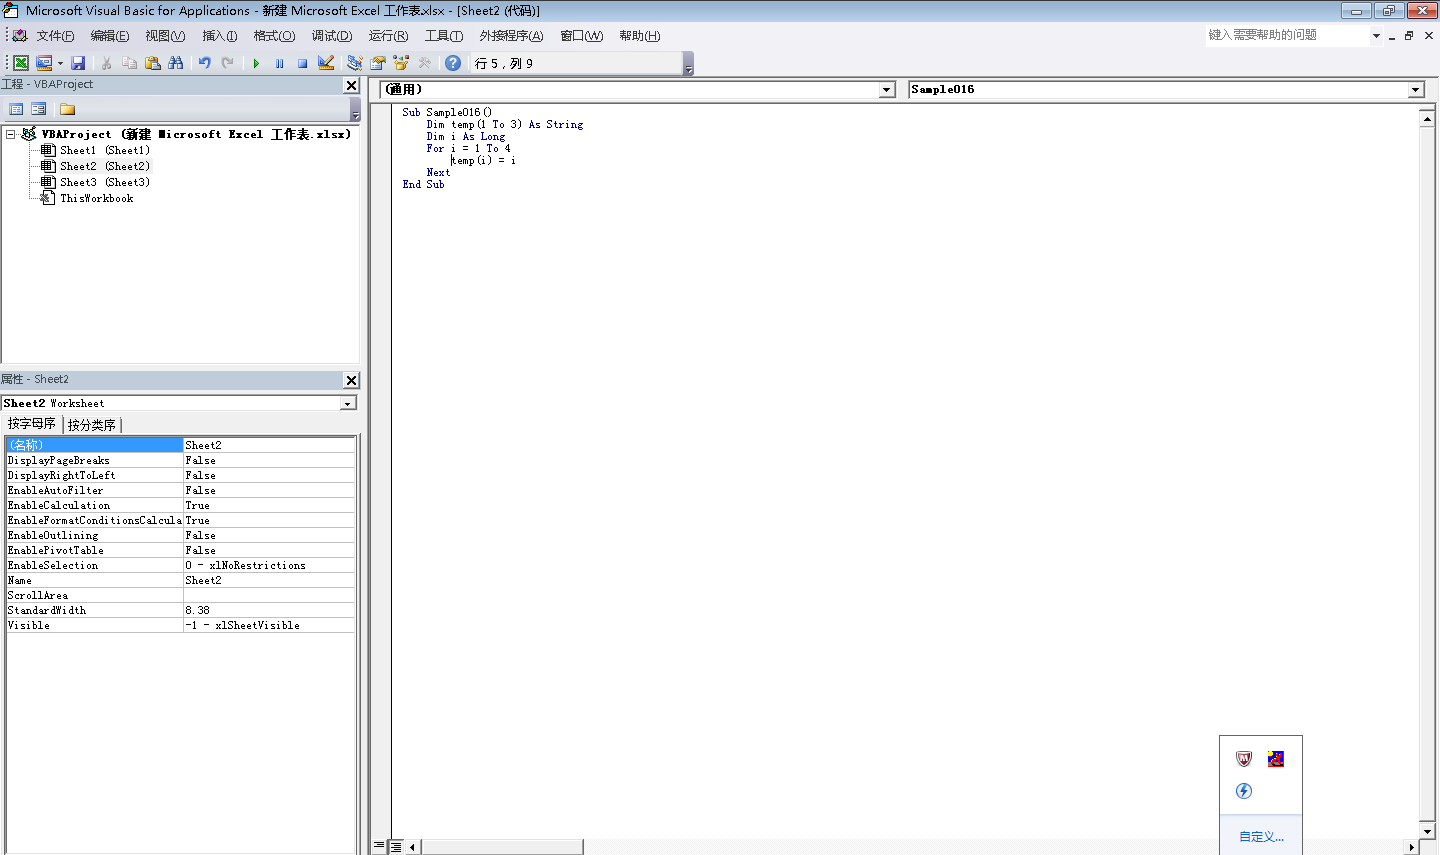 Microsoft Visual Basic for Applications - 新建 Microsoft Excel 工作表.xlsx - [Sheet2 (代码)]
文件(F) 编辑(E) 视图(V) 插入(I) 格式(O) 调试(D) 运行(R) 工具(T) 外接程序(A) 窗口(W) 帮助(H) 键入需要帮助的问题
行 5 , 列 9
工程 - VBAProject
VBAProject (新建 Microsoft Excel 工作表.xlsx)
Sheet1 (Sheet1)
Sheet2 (Sheet2)
Sheet3 (Sheet3)
ThisWorkbook
属性 - Sheet2
Sheet2 Worksheet
按字母序 按分类序
(名称) Sheet2
DisplayPageBreaks False
DisplayRightToLeft False
EnableAutoFilter False
EnableCalculation True
EnableFormatConditionsCalcula True
EnableOutlining False
EnablePivotTable False
EnableSelection 0 - xlNoRestrictions
Name Sheet2
ScrollArea
StandardWidth 8.38
Visible -1 - xlSheetVisible
(通用) Sample016
Sub Sample016()
Dim temp(1 To 3) As String
Dim i As Long
For i = 1 To 4
temp(i) = i
Next
End Sub
自定义...